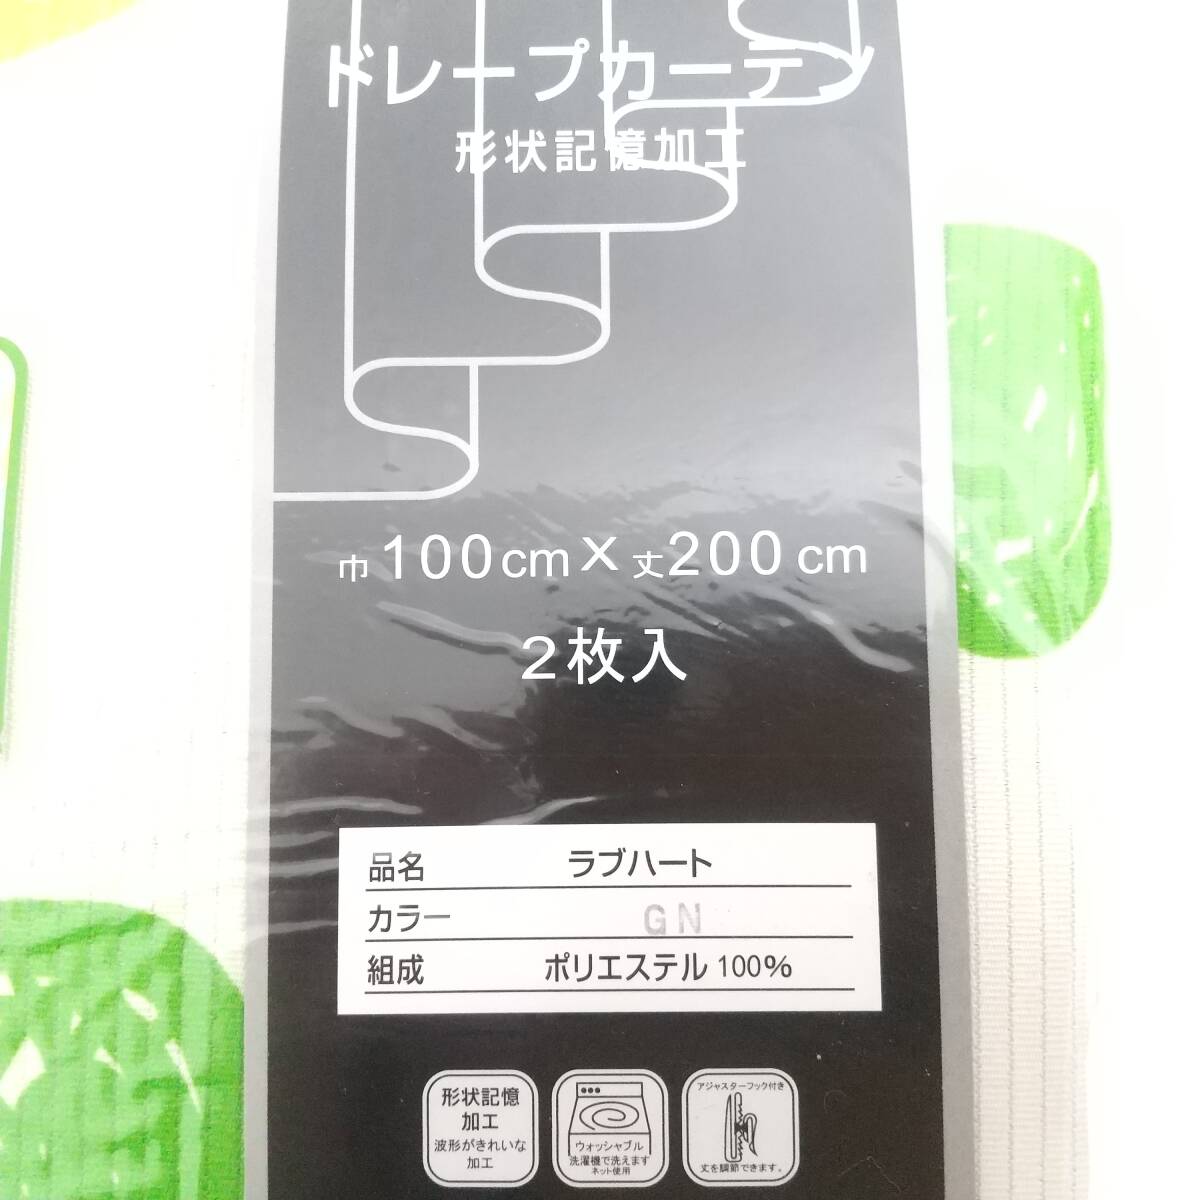 ドレープカーテン
形状記憶加工
巾100cm×丈200cm
2枚入
品名 ラブハート
カラー GN
組成 ポリエステル100%
形状記憶
加工
波形がきれいな
加工
ウォッシャブル
洗濯機で洗えます
ネット使用
アジャスターフック付き
丈を調節できます。